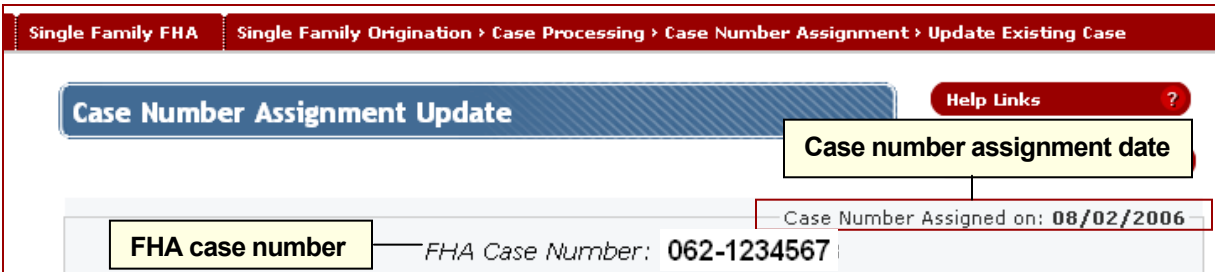 Single Family FHA Single Family Origination › Case Processing › Case Number Assignment › Update Existing Case
Case Number Assignment Update
Help Links ?
Case number assignment date
Case Number Assigned on: 08/02/2006
FHA case number
FHA Case Number: 062-1234567